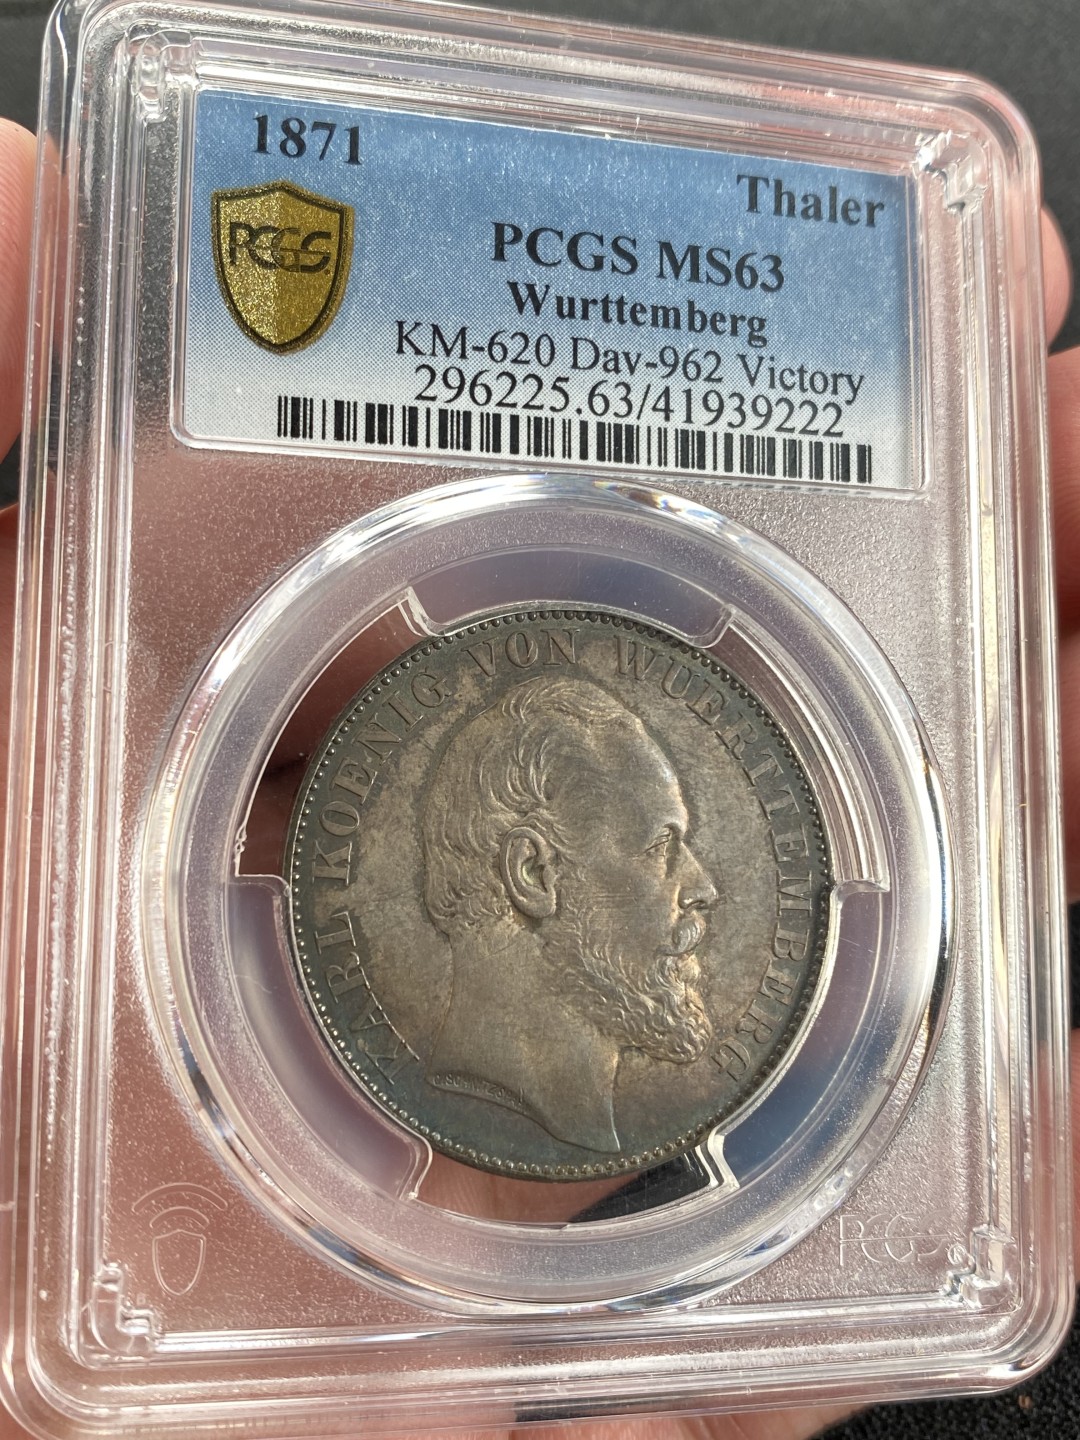 1871
Thaler
PCGS
PCGS MS63
Wurttemberg
KM-620 Dav-962 Victory
296225.63/41939222
KARL KOENIG VON WUERTTEMBERG
PCGS